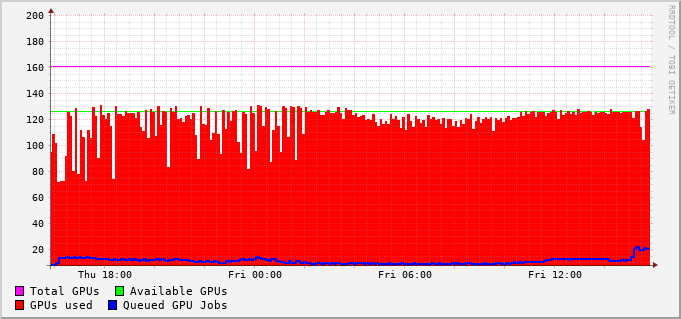 200
180
160
140
120
100
80
60
40
20
Thu 18:00 Fri 00:00 Fri 06:00 Fri 12:00
Total GPUs Available GPUs
GPUs used Queued GPU Jobs
RRDTOOL / TOBI OETIKER